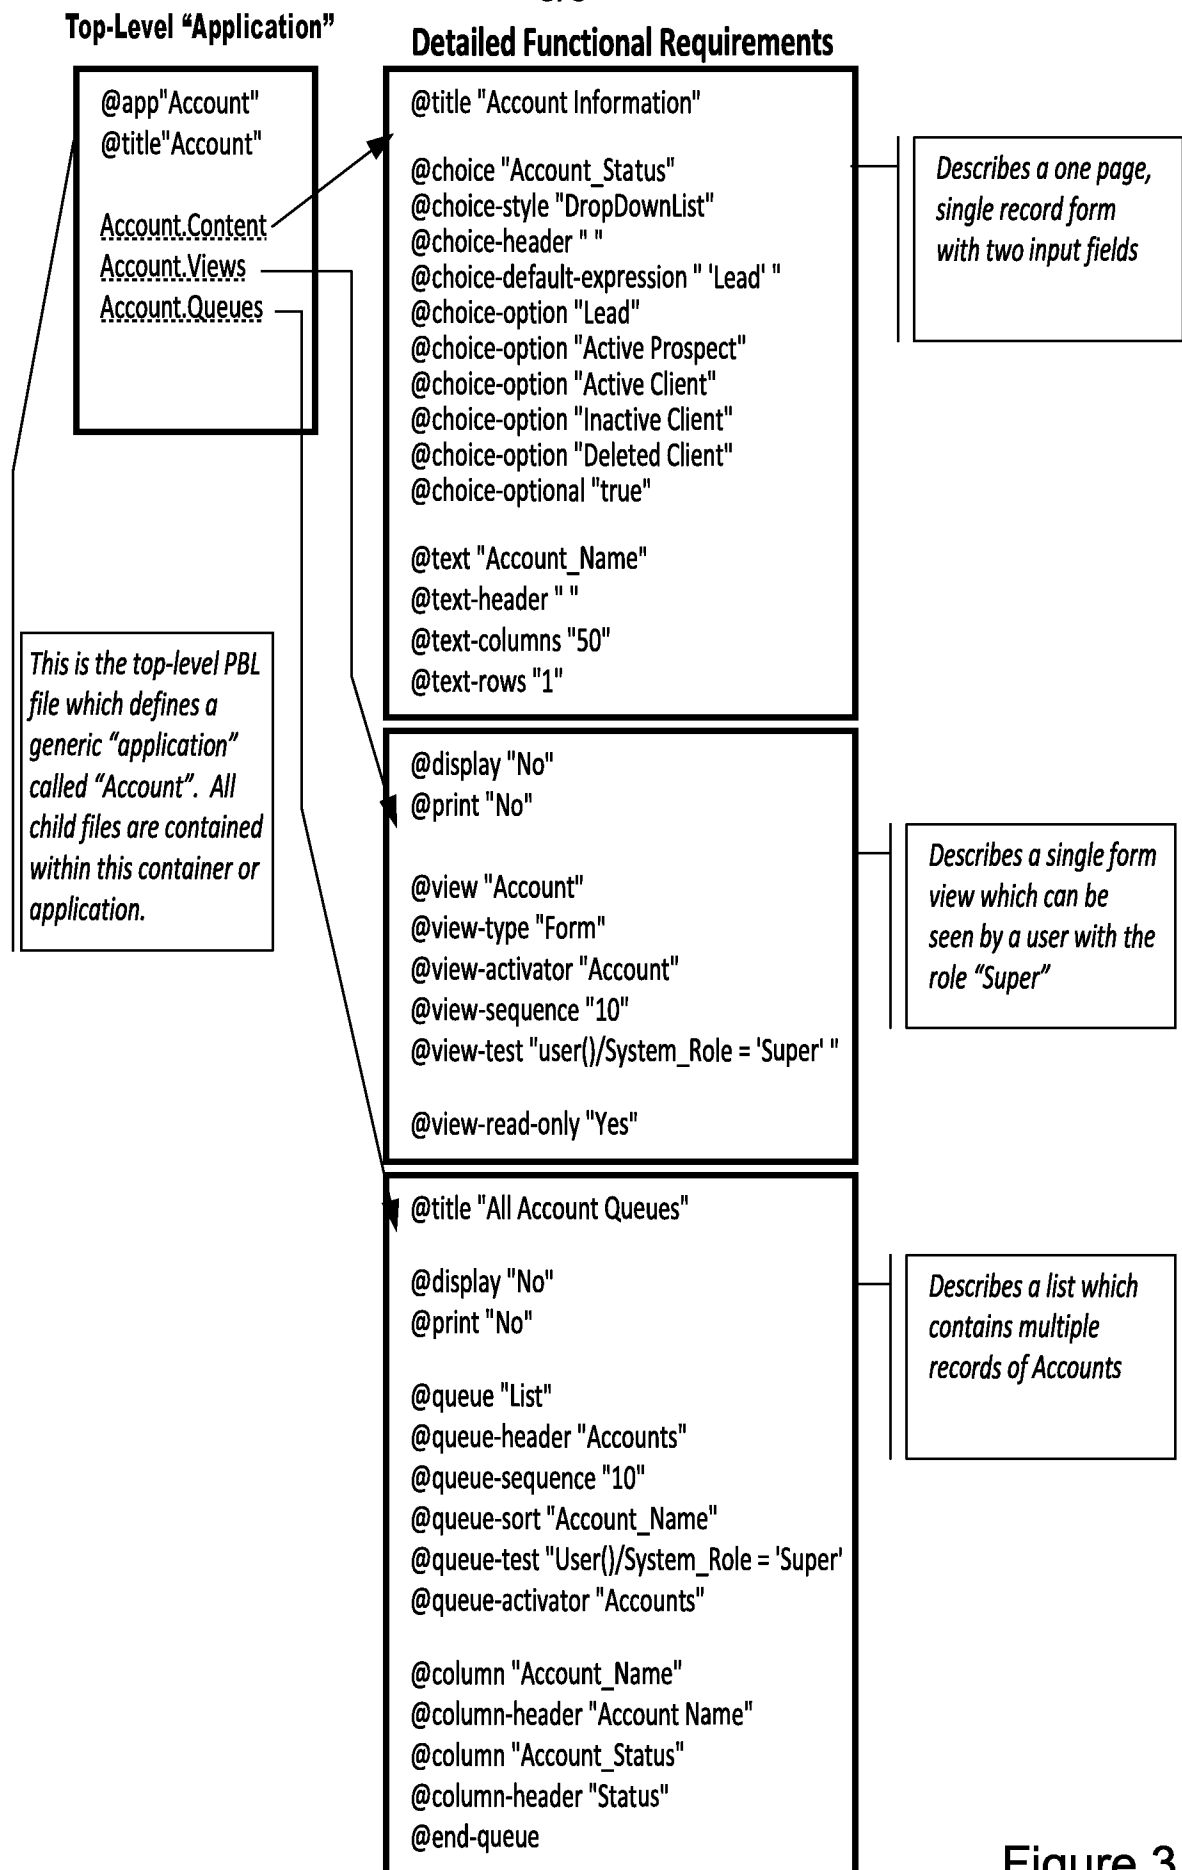 Top-Level “Application”
@app"Account"
@title"Account"
Account.Content
Account.Views
Account.Queues
This is the top-level PBL
file which defines a
generic “application”
called “Account”.  All
child files are contained
within this container or
application.
Detailed Functional Requirements
@title "Account Information"
@choice "Account_Status"
@choice-style "DropDownList"
@choice-header " "
@choice-default-expression " 'Lead' "
@choice-option "Lead"
@choice-option "Active Prospect"
@choice-option "Active Client"
@choice-option "Inactive Client"
@choice-option "Deleted Client"
@choice-optional "true"
@text "Account_Name"
@text-header " "
@text-columns "50"
@text-rows "1"
Describes a one page,
single record form
with two input fields
@display "No"
@print "No"
@view "Account"
@view-type "Form"
@view-activator "Account"
@view-sequence "10"
@view-test "user()/System_Role = 'Super' "
@view-read-only "Yes"
Describes a single form
view which can be
seen by a user with the
role “Super”
@title "All Account Queues"
@display "No"
@print "No"
@queue "List"
@queue-header "Accounts"
@queue-sequence "10"
@queue-sort "Account_Name"
@queue-test "User()/System_Role = 'Super'
@queue-activator "Accounts"
@column "Account_Name"
@column-header "Account Name"
@column "Account_Status"
@column-header "Status"
@end-queue
Describes a list which
contains multiple
records of Accounts
Figure 3